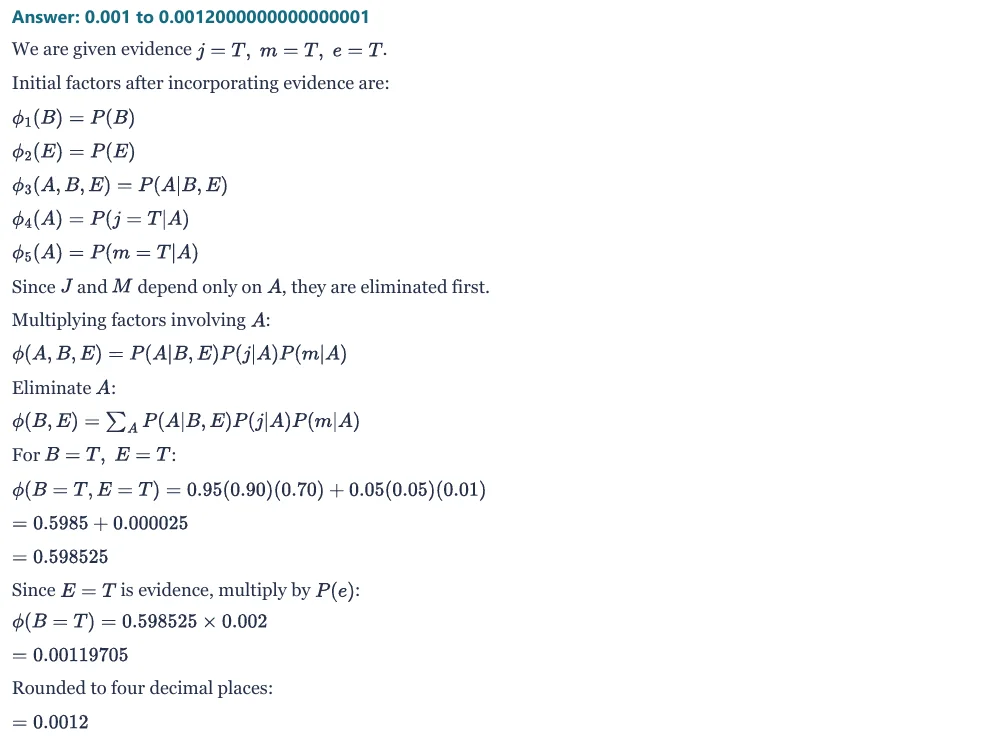 Answer: 0.001 to 0.0012000000000000001
We are given evidence j = T, m = T, e = T.
Initial factors after incorporating evidence are:
ϕ₁(B) = P(B)
ϕ₂(E) = P(E)
ϕ₃(A, B, E) = P(A|B, E)
ϕ₄(A) = P(j = T|A)
ϕ₅(A) = P(m = T|A)
Since J and M depend only on A, they are eliminated first.
Multiplying factors involving A:
ϕ(A, B, E) = P(A|B, E)P(j|A)P(m|A)
Eliminate A:
ϕ(B, E) = ∑_A P(A|B, E)P(j|A)P(m|A)
For B = T, E = T:
ϕ(B = T, E = T) = 0.95(0.90)(0.70) + 0.05(0.05)(0.01)
= 0.5985 + 0.000025
= 0.598525
Since E = T is evidence, multiply by P(e):
ϕ(B = T) = 0.598525 × 0.002
= 0.00119705
Rounded to four decimal places:
= 0.0012